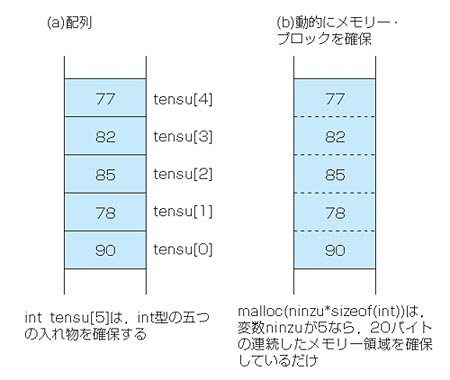 (a)配列
77 tensu[4]
82 tensu[3]
85 tensu[2]
78 tensu[1]
90 tensu[0]
int tensu[5]は，int型の五つ
の入れ物を確保する
(b)動的にメモリー・
ブロックを確保
77
82
85
78
90
malloc(ninzu*sizeof(int))は，
変数ninzuが5なら，20バイト
の連続したメモリー領域を確保
しているだけ